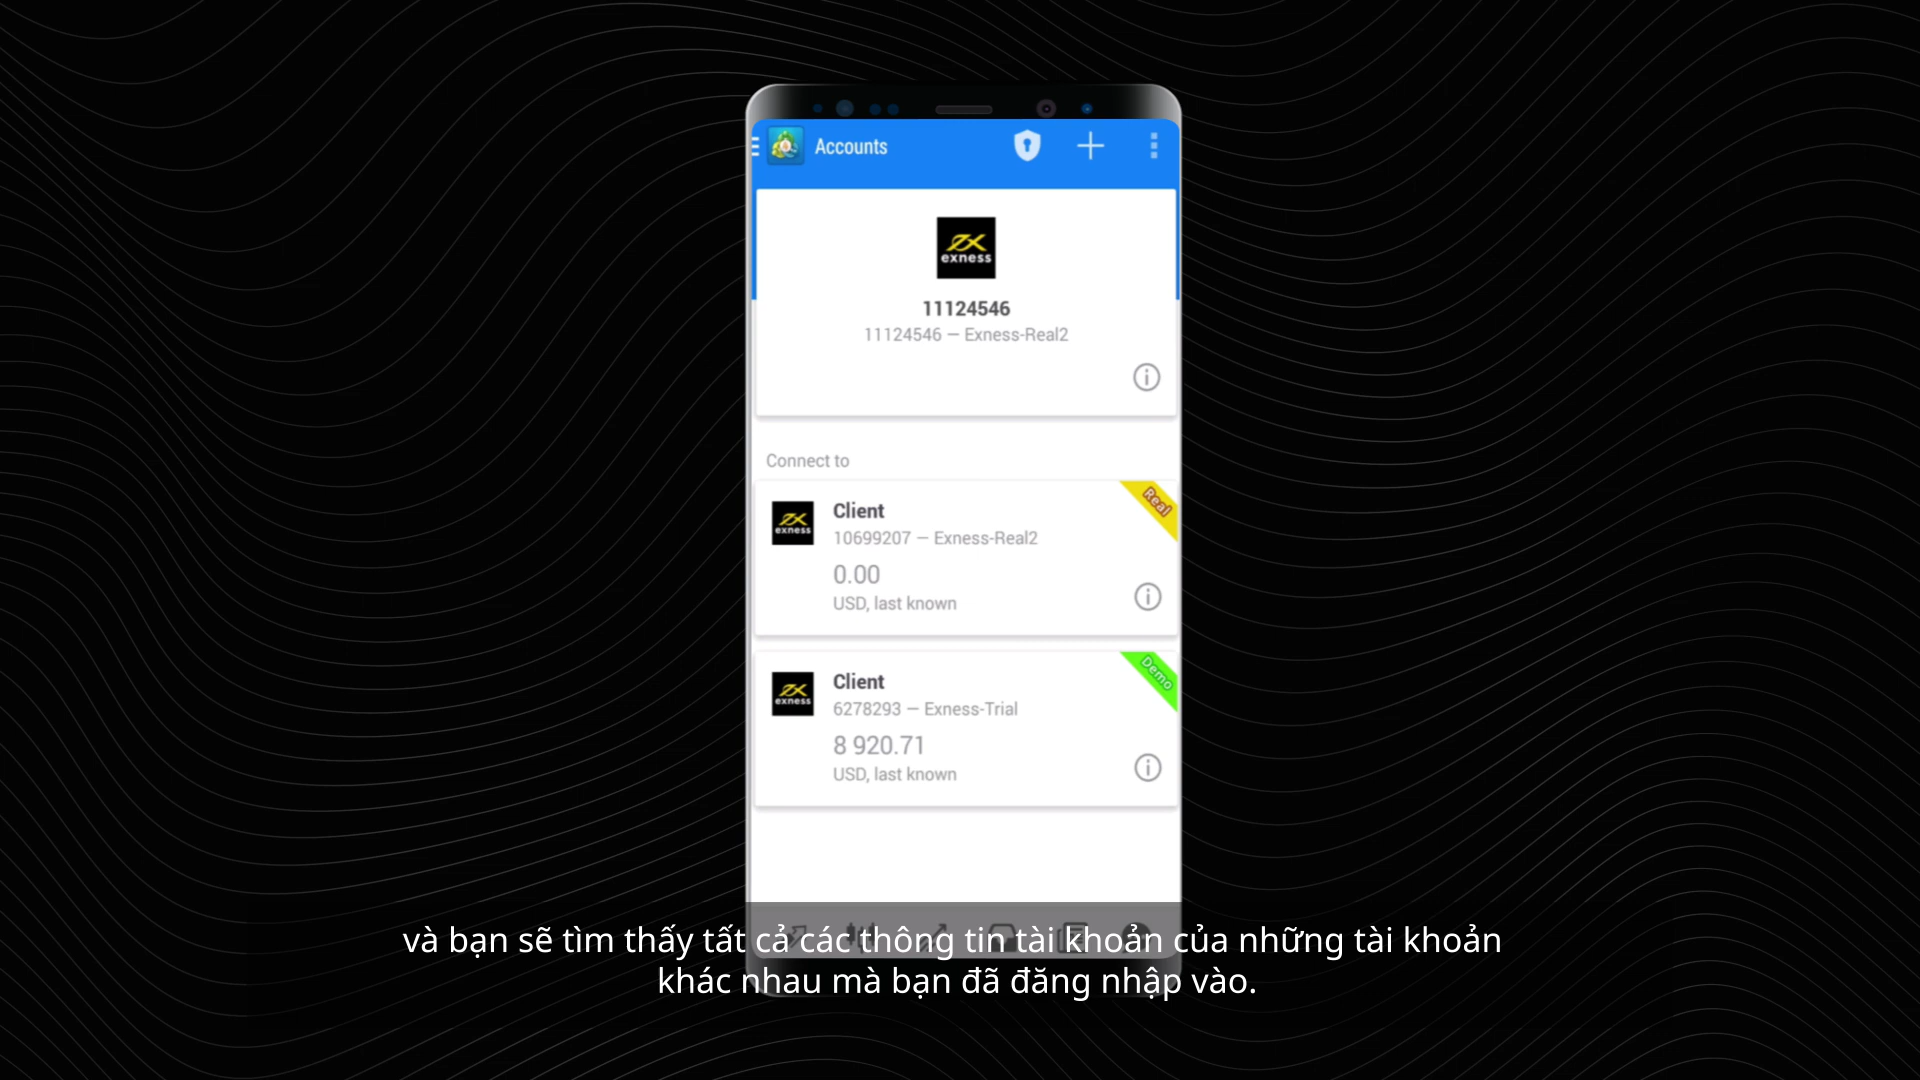 Accounts
exness
11124546
11124546 — Exness-Real2
Connect to
exness
Client
Real
10699207 — Exness-Real2
0.00
USD, last known
exness
Client
Demo
6278293 — Exness-Trial
8 920.71
USD, last known
và bạn sẽ tìm thấy tất cả các thông tin tài khoản của những tài khoản
khác nhau mà bạn đã đăng nhập vào.